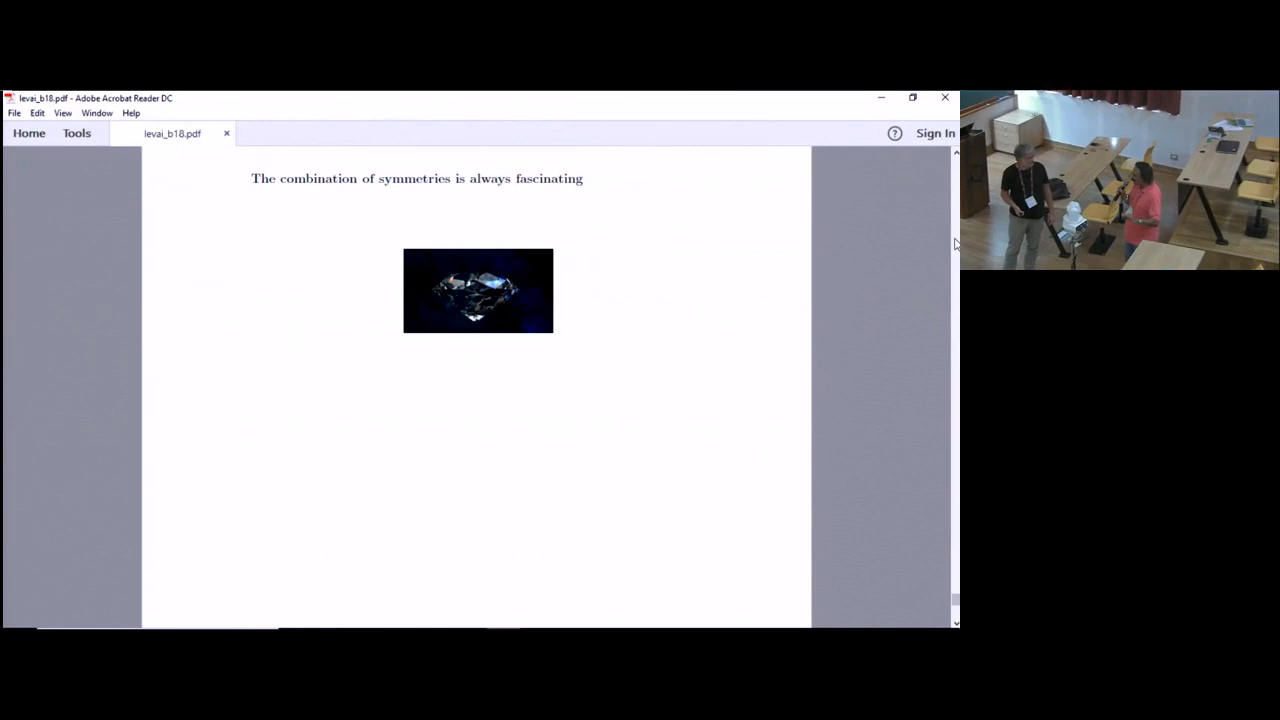 levai_b18.pdf - Adobe Acrobat Reader DC
File Edit View Window Help
Home Tools levai_b18.pdf × ? Sign In
The combination of symmetries is always fascinating